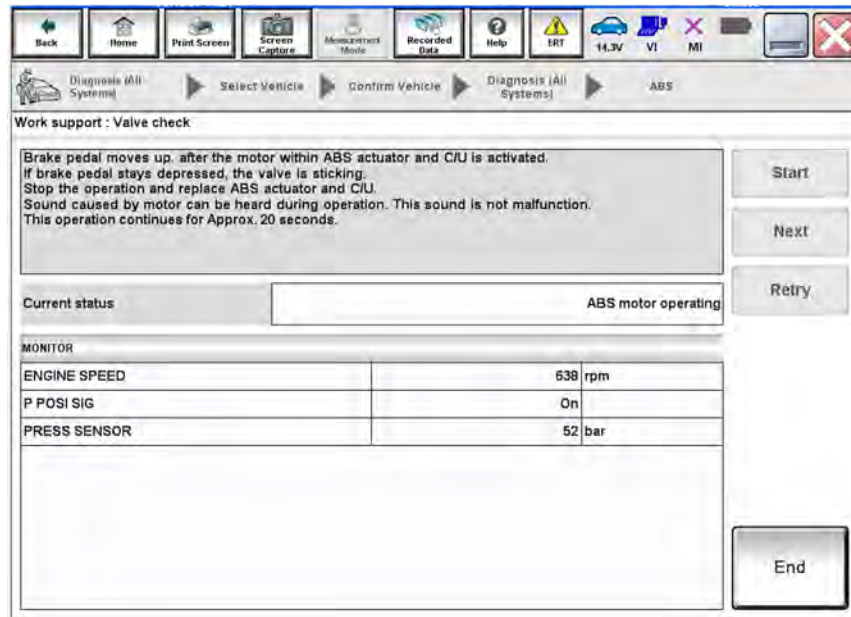 Back
Home
Print Screen
Screen Capture
Measurement Mode
Recorded Data
Help
ERT
14.3V
VI
MI
Diagnosis (All Systems)
Select Vehicle
Confirm Vehicle
Diagnosis (All Systems)
ABS
Work support : Valve check
Brake pedal moves up. after the motor within ABS actuator and C/U is activated.
If brake pedal stays depressed, the valve is sticking.
Stop the operation and replace ABS actuator and C/U.
Sound caused by motor can be heard during operation. This sound is not malfunction.
This operation continues for Approx. 20 seconds.
Start
Next
Retry
Current status
ABS motor operating
MONITOR
ENGINE SPEED 638 rpm
P POSI SIG On
PRESS SENSOR 52 bar
End